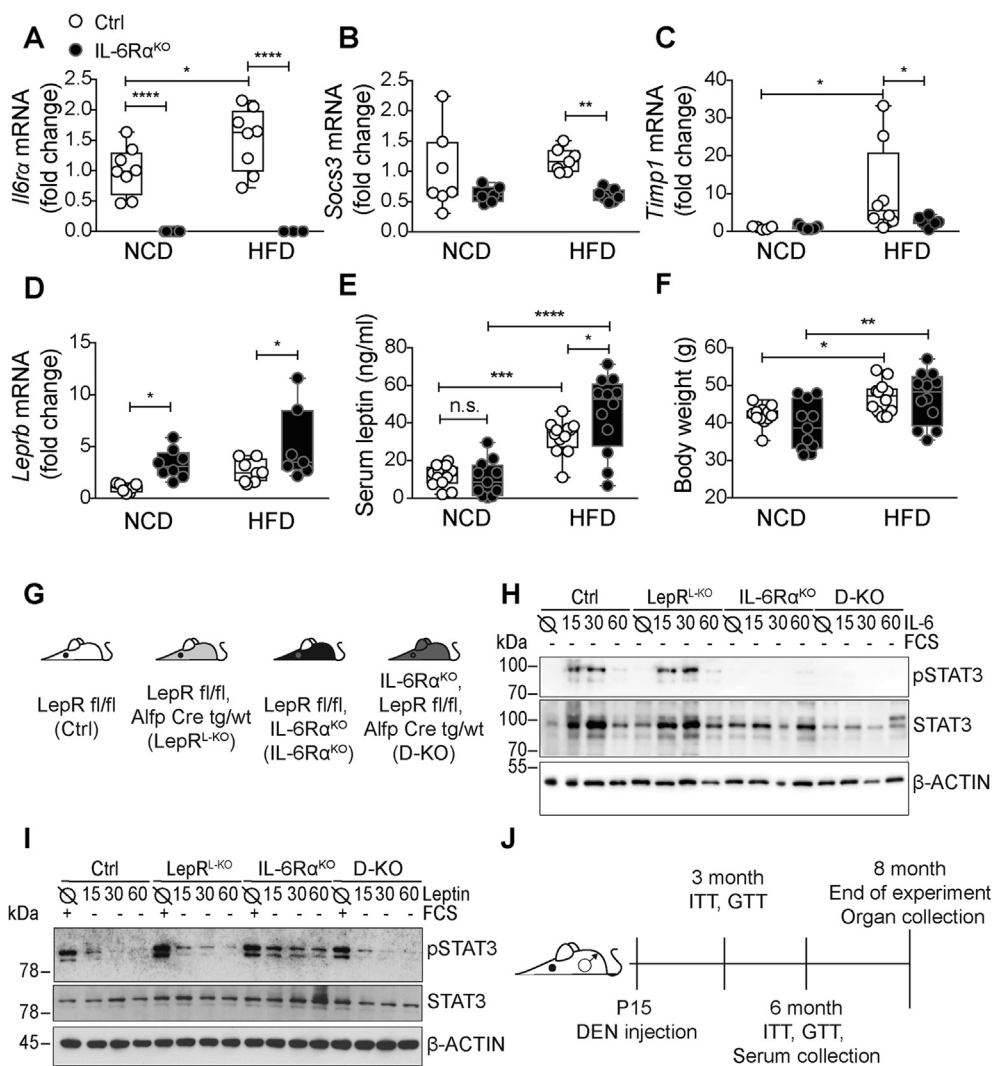 A
Ctrl
IL-6Rα^KO
Il6rα mRNA
(fold change)
2.5
2.0
1.5
1.0
0.5
0.0
****
*
****
NCD
HFD
B
Socs3 mRNA
(fold change)
2.5
2.0
1.5
1.0
0.5
0.0
**
NCD
HFD
C
Timp1 mRNA
(fold change)
40
30
20
10
0
*
*
NCD
HFD
D
Leprb mRNA
(fold change)
15
10
5
0
*
*
NCD
HFD
E
Serum leptin (ng/ml)
80
60
40
20
0
****
*
***
n.s.
NCD
HFD
F
Body weight (g)
60
50
40
30
20
**
*
NCD
HFD
G
LepR fl/fl
(Ctrl)
LepR fl/fl,
Alfp Cre tg/wt
(LepR^L-KO)
LepR fl/fl,
IL-6Rα^KO
(IL-6Rα^KO)
IL-6Rα^KO,
LepR fl/fl,
Alfp Cre tg/wt
(D-KO)
H
Ctrl LepR^L-KO IL-6Rα^KO D-KO
Ø 15 30 60 Ø 15 30 60 Ø 15 30 60 Ø 15 30 60 IL-6
- - - - - - - - - - - - - - - - FCS
kDa
100
70
pSTAT3
100
70
STAT3
55
β-ACTIN
I
Ctrl LepR^L-KO IL-6Rα^KO D-KO
Ø 15 30 60 Ø 15 30 60 Ø 15 30 60 Ø 15 30 60 Leptin
+ - - - + - - - + - - - + - - - FCS
kDa
78
pSTAT3
78
STAT3
45
β-ACTIN
J
3 month
ITT, GTT
8 month
End of experiment
Organ collection
P15
DEN injection
6 month
ITT, GTT,
Serum collection